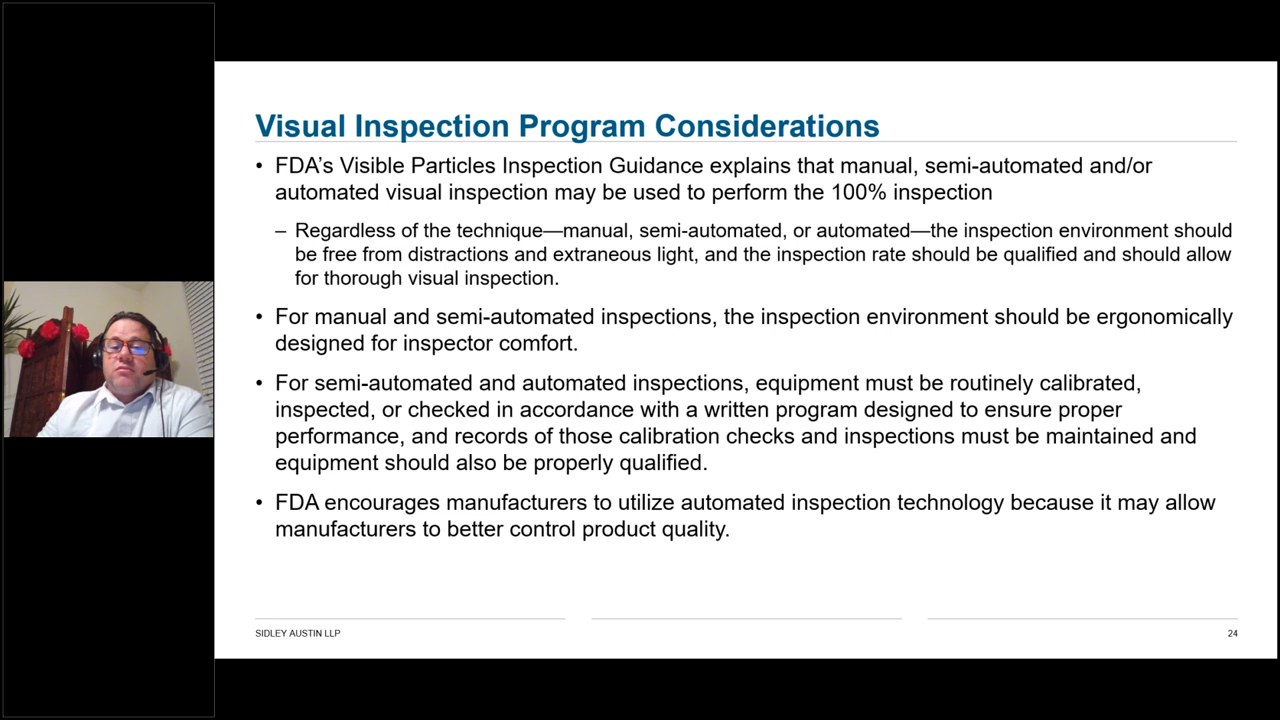 Visual Inspection Program Considerations
• FDA’s Visible Particles Inspection Guidance explains that manual, semi-automated and/or
automated visual inspection may be used to perform the 100% inspection
– Regardless of the technique—manual, semi-automated, or automated—the inspection environment should
be free from distractions and extraneous light, and the inspection rate should be qualified and should allow
for thorough visual inspection.
• For manual and semi-automated inspections, the inspection environment should be ergonomically
designed for inspector comfort.
• For semi-automated and automated inspections, equipment must be routinely calibrated,
inspected, or checked in accordance with a written program designed to ensure proper
performance, and records of those calibration checks and inspections must be maintained and
equipment should also be properly qualified.
• FDA encourages manufacturers to utilize automated inspection technology because it may allow
manufacturers to better control product quality.
SIDLEY AUSTIN LLP
24